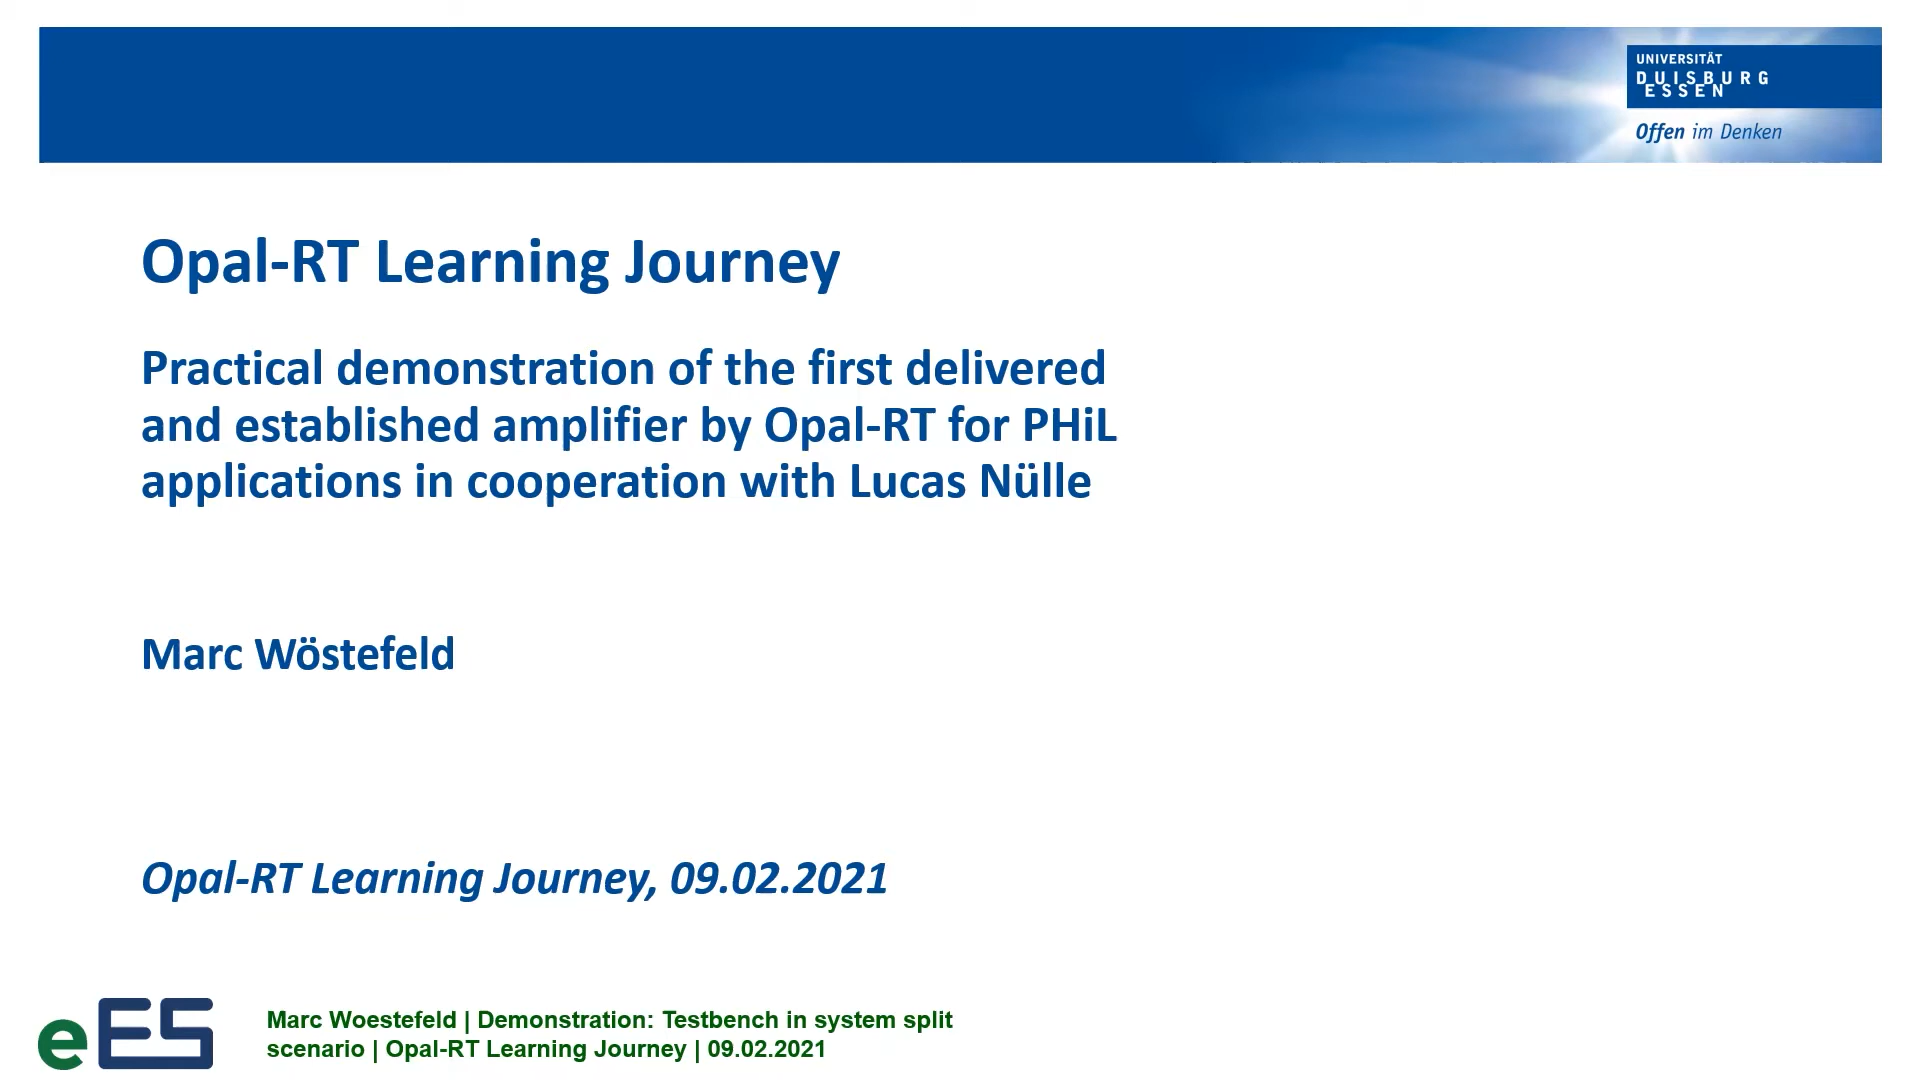 UNIVERSITÄT
DUISBURG
ESSEN
Offen im Denken
Opal-RT Learning Journey
Practical demonstration of the first delivered
and established amplifier by Opal-RT for PHiL
applications in cooperation with Lucas Nülle
Marc Wöstefeld
Opal-RT Learning Journey, 09.02.2021
eES
Marc Woestefeld | Demonstration: Testbench in system split
scenario | Opal-RT Learning Journey | 09.02.2021